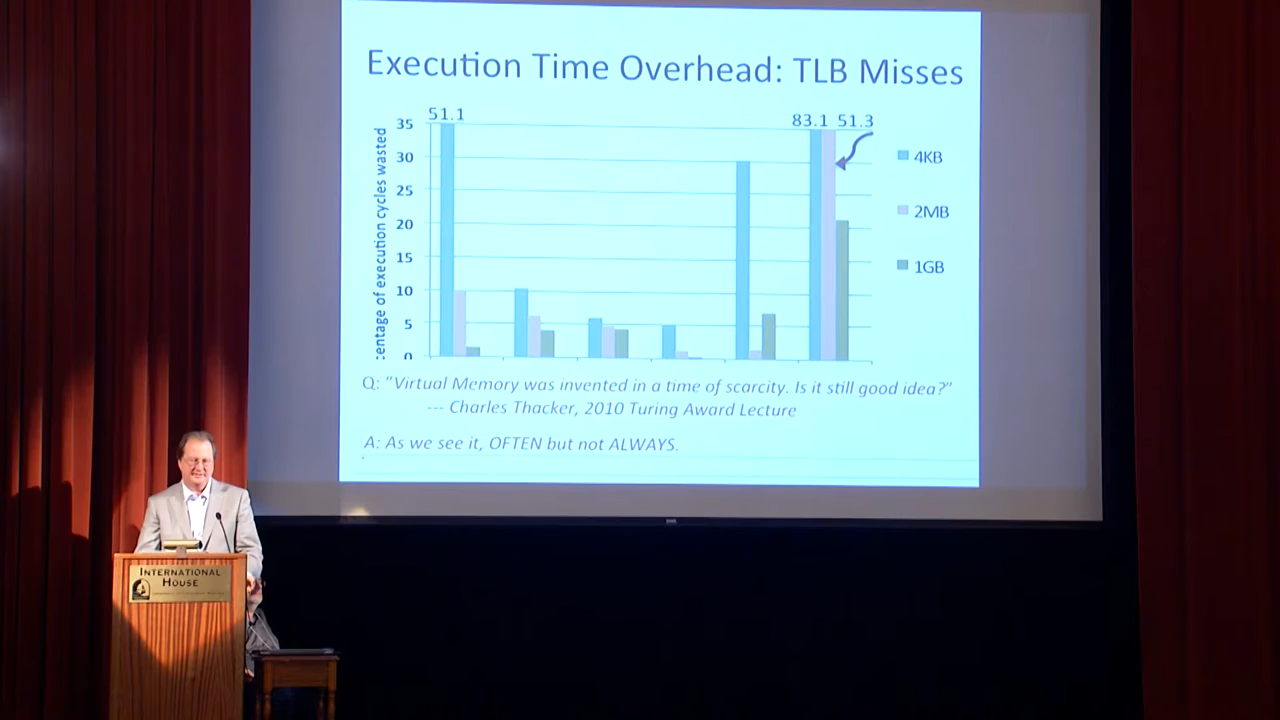 Execution Time Overhead: TLB Misses
51.1
83.1 51.3
35
30
25
20
15
10
5
0
centage of execution cycles wasted
4KB
2MB
1GB
Q: “Virtual Memory was invented in a time of scarcity. Is it still good idea?”
--- Charles Thacker, 2010 Turing Award Lecture
A: As we see it, OFTEN but not ALWAYS.
INTERNATIONAL
HOUSE